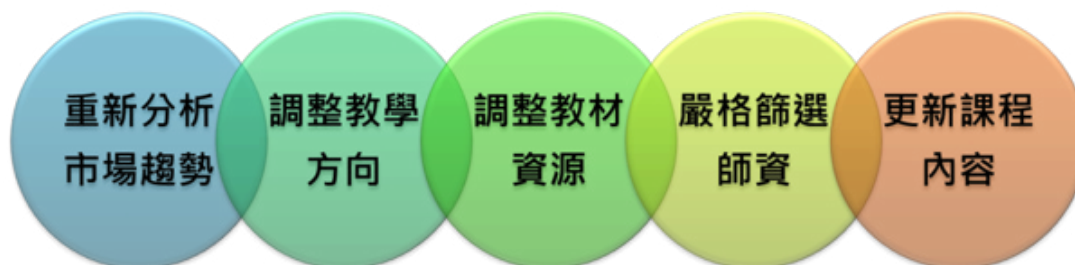 重新分析
市場趨勢
調整教學
方向
調整教材
資源
嚴格篩選
師資
更新課程
內容